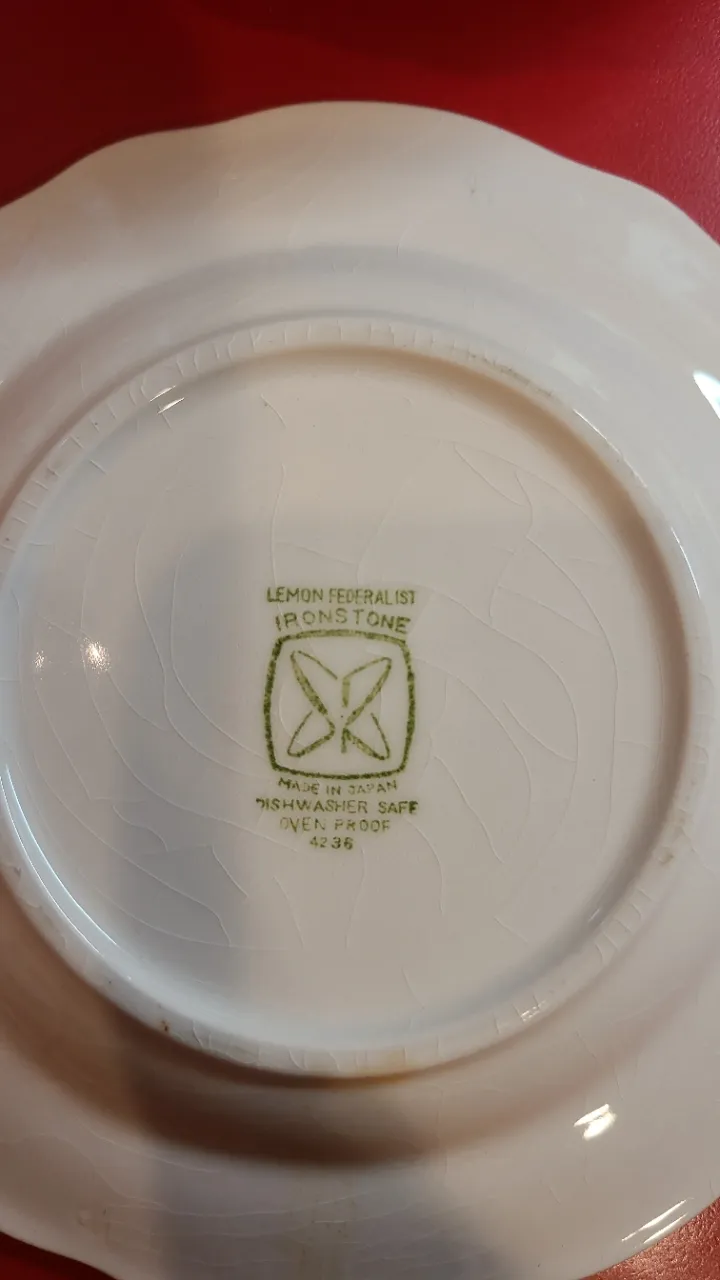 LEMON FEDERALIST
IRONSTONE
MADE IN JAPAN
DISHWASHER SAFE
OVEN PROOF
4236